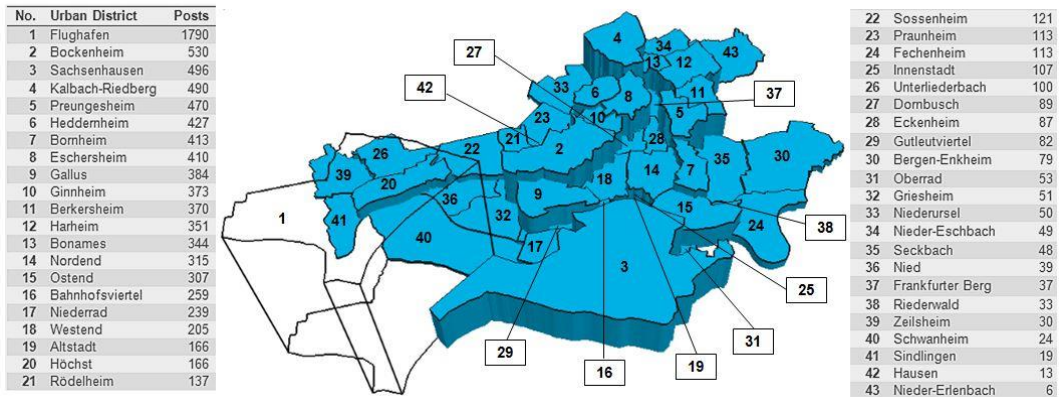 No. Urban District Posts
1 Flughafen 1790
2 Bockenheim 530
3 Sachsenhausen 496
4 Kalbach-Riedberg 490
5 Preungesheim 470
6 Heddernheim 427
7 Bornheim 413
8 Eschersheim 410
9 Gallus 384
10 Ginnheim 373
11 Berkersheim 370
12 Harheim 351
13 Bonames 344
14 Nordend 315
15 Ostend 307
16 Bahnhofsviertel 259
17 Niederrad 239
18 Westend 205
19 Altstadt 166
20 Höchst 166
21 Rödelheim 137
4
34
43
13
12
27
33
6
8
11
37
42
10
5
23
28
21
2
22
35
30
26
39
20
18
14
7
36
9
15
1
41
32
24
38
40
17
3
25
29
31
16
19
22 Sossenheim 121
23 Praunheim 113
24 Fechenheim 113
25 Innenstadt 107
26 Unterliederbach 100
27 Dornbusch 89
28 Eckenheim 87
29 Gutleutviertel 82
30 Bergen-Enkheim 79
31 Oberrad 53
32 Griesheim 51
33 Niederursel 50
34 Nieder-Eschbach 49
35 Seckbach 48
36 Nied 39
37 Frankfurter Berg 37
38 Riederwald 33
39 Zeilsheim 30
40 Schwanheim 24
41 Sindlingen 19
42 Hausen 13
43 Nieder-Erlenbach 6